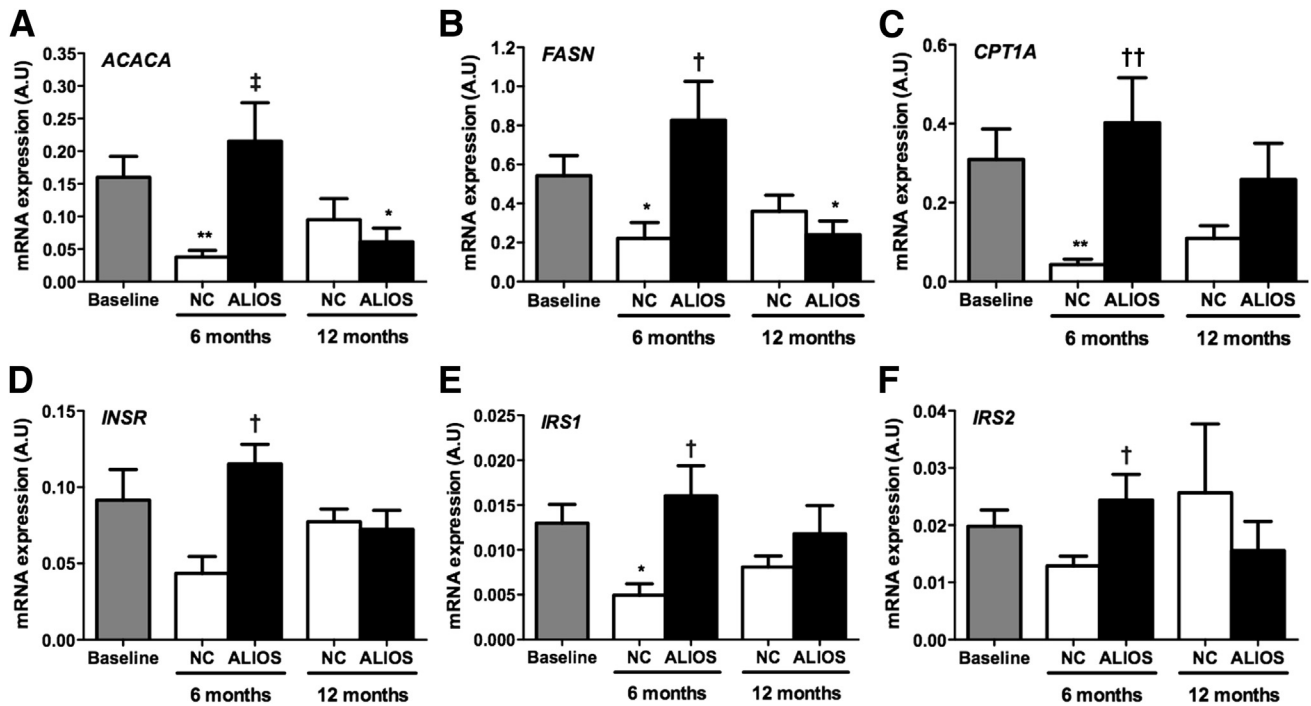 A
ACACA
mRNA expression (A.U)
0.35
0.30
0.25
0.20
0.15
0.10
0.05
0.00
**
‡
*
Baseline NC ALIOS NC ALIOS
6 months 12 months
B
FASN
mRNA expression (A.U)
1.2
1.0
0.8
0.6
0.4
0.2
0.0
*
†
*
Baseline NC ALIOS NC ALIOS
6 months 12 months
C
CPT1A
mRNA expression (A.U)
0.6
0.4
0.2
0.0
**
††
Baseline NC ALIOS NC ALIOS
6 months 12 months
D
INSR
mRNA expression (A.U)
0.15
0.10
0.05
0.00
†
Baseline NC ALIOS NC ALIOS
6 months 12 months
E
IRS1
mRNA expression (A.U)
0.025
0.020
0.015
0.010
0.005
0.000
*
†
Baseline NC ALIOS NC ALIOS
6 months 12 months
F
IRS2
mRNA expression (A.U)
0.04
0.03
0.02
0.01
0.00
†
Baseline NC ALIOS NC ALIOS
6 months 12 months